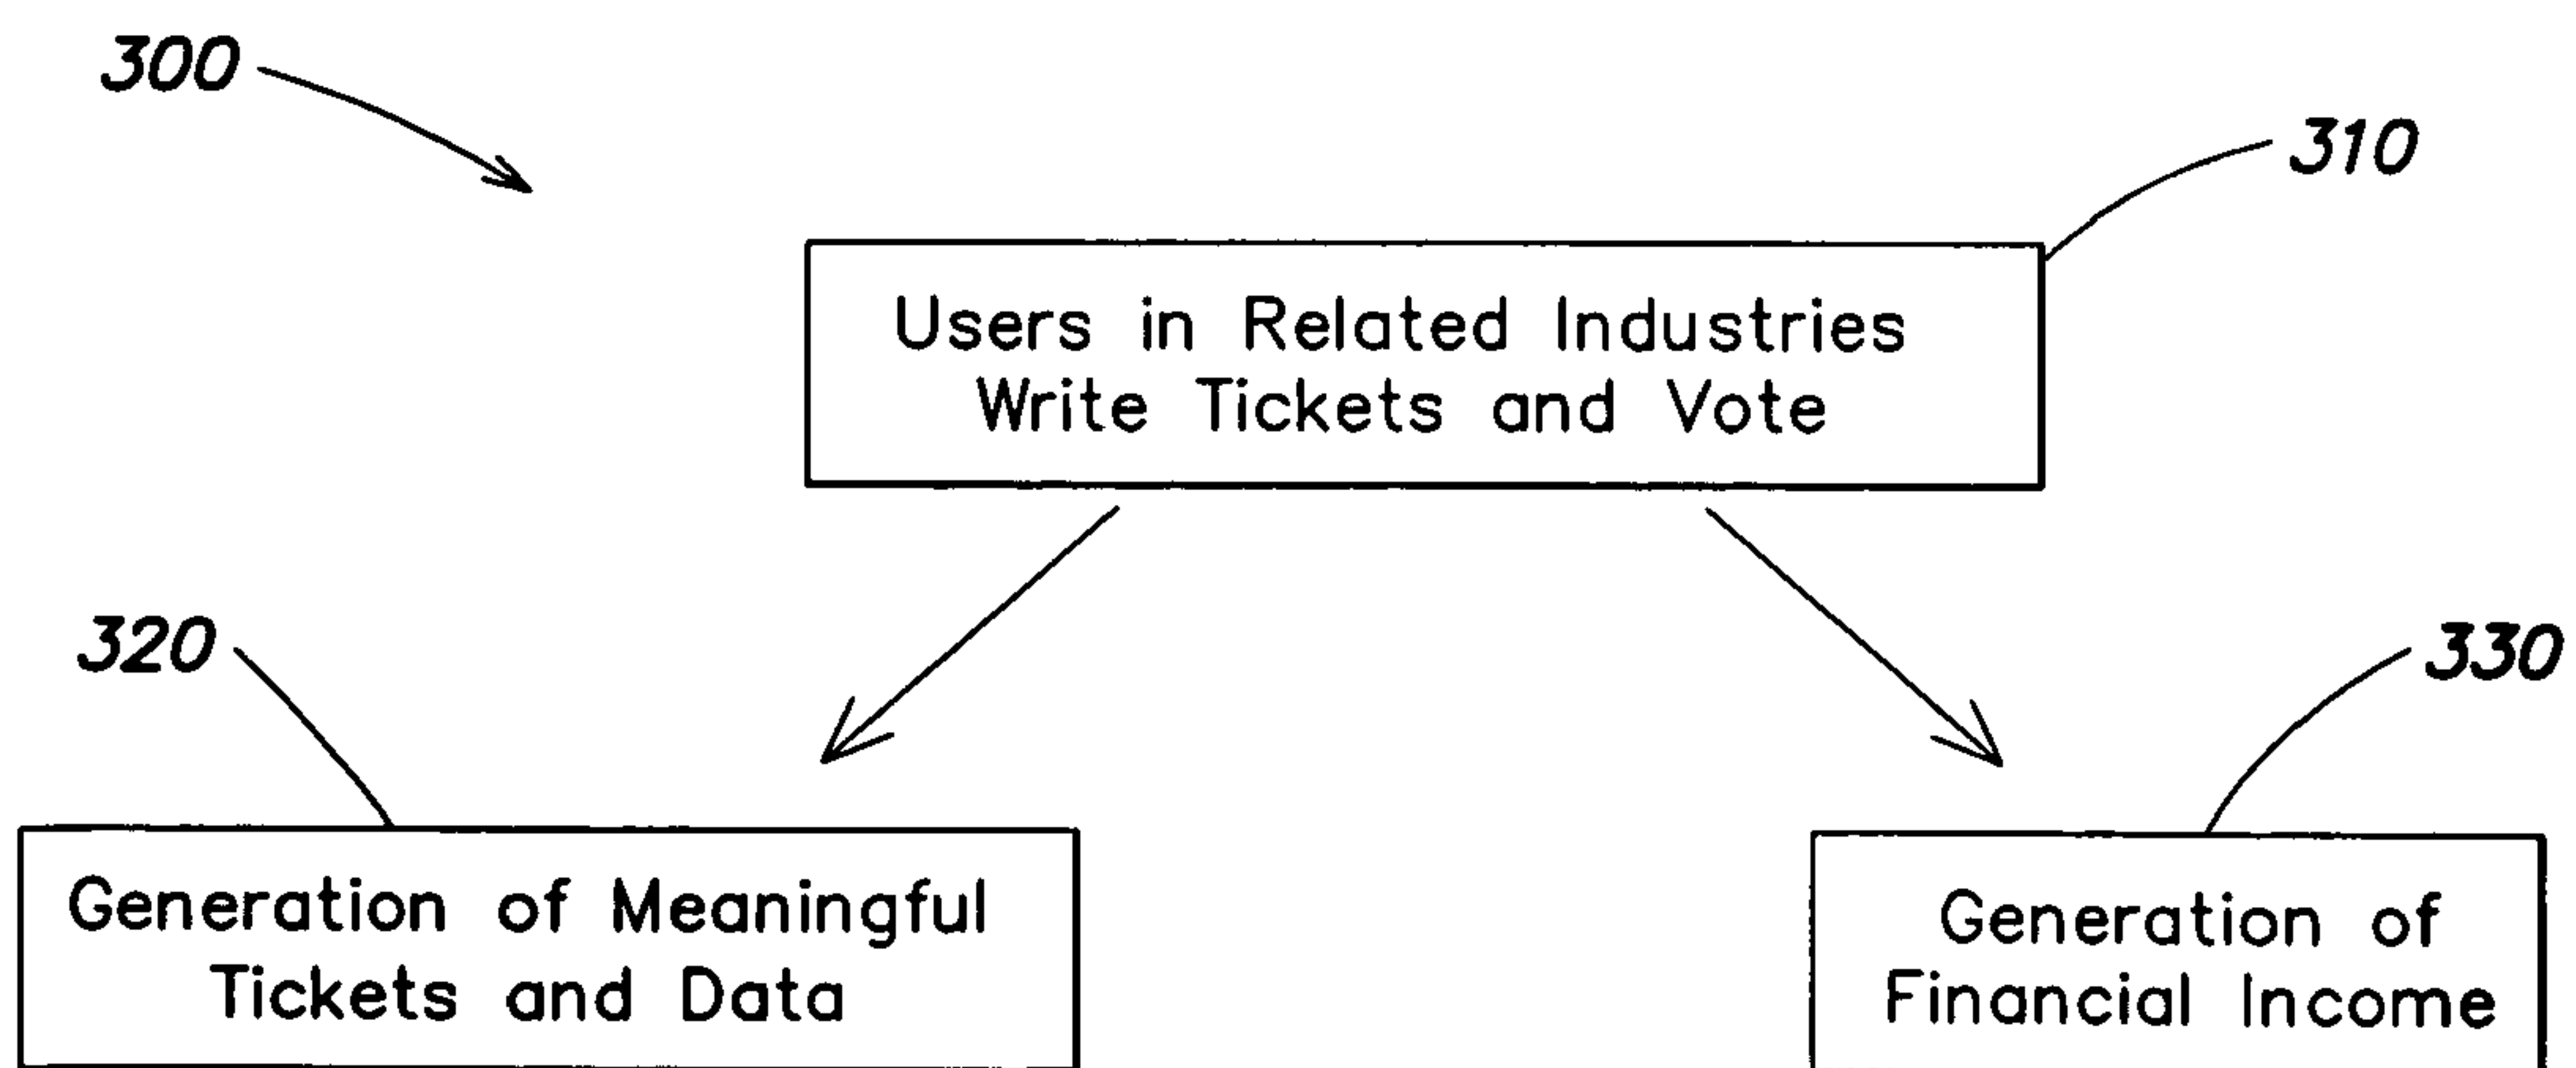 300
310
Users in Related Industries
Write Tickets and Vote
320
330
Generation of Meaningful
Tickets and Data
Generation of
Financial Income